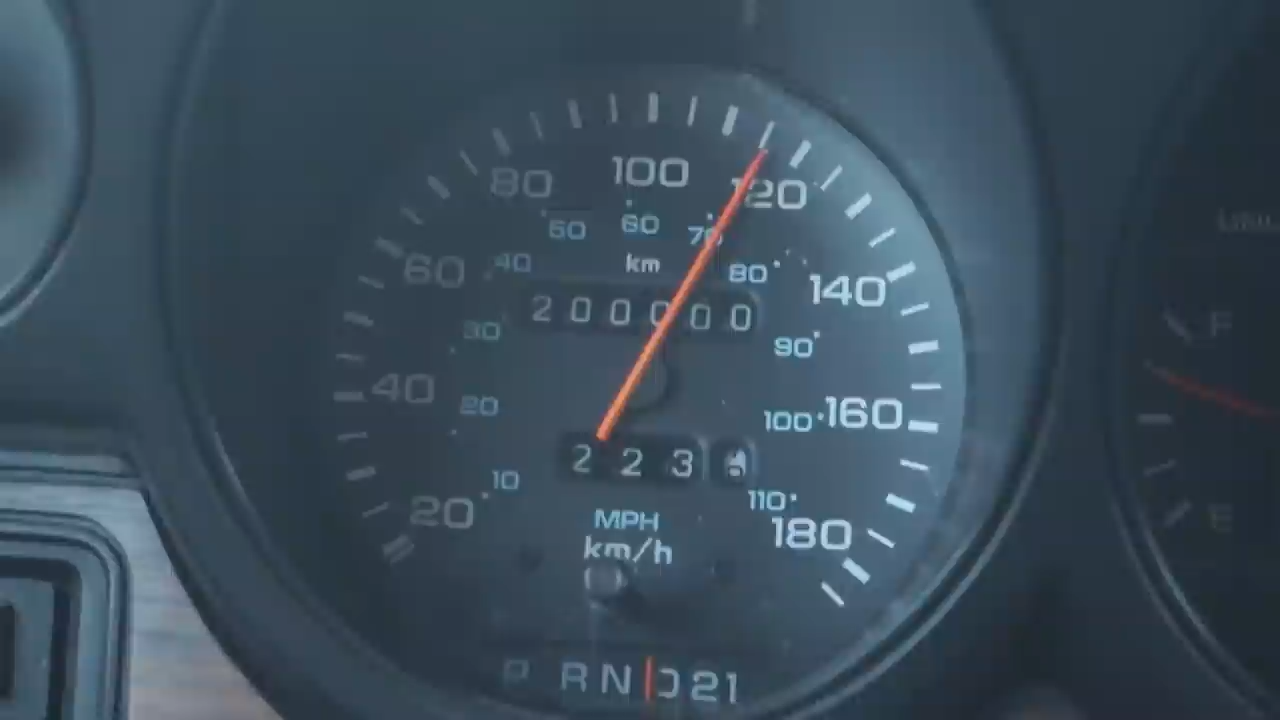 100
80 120
50 60 70
40 km 80
60 140
200000
30 90
40 20 100 160
223
10 110
20 MPH 180
km/h
P R N D 2 1
F
E